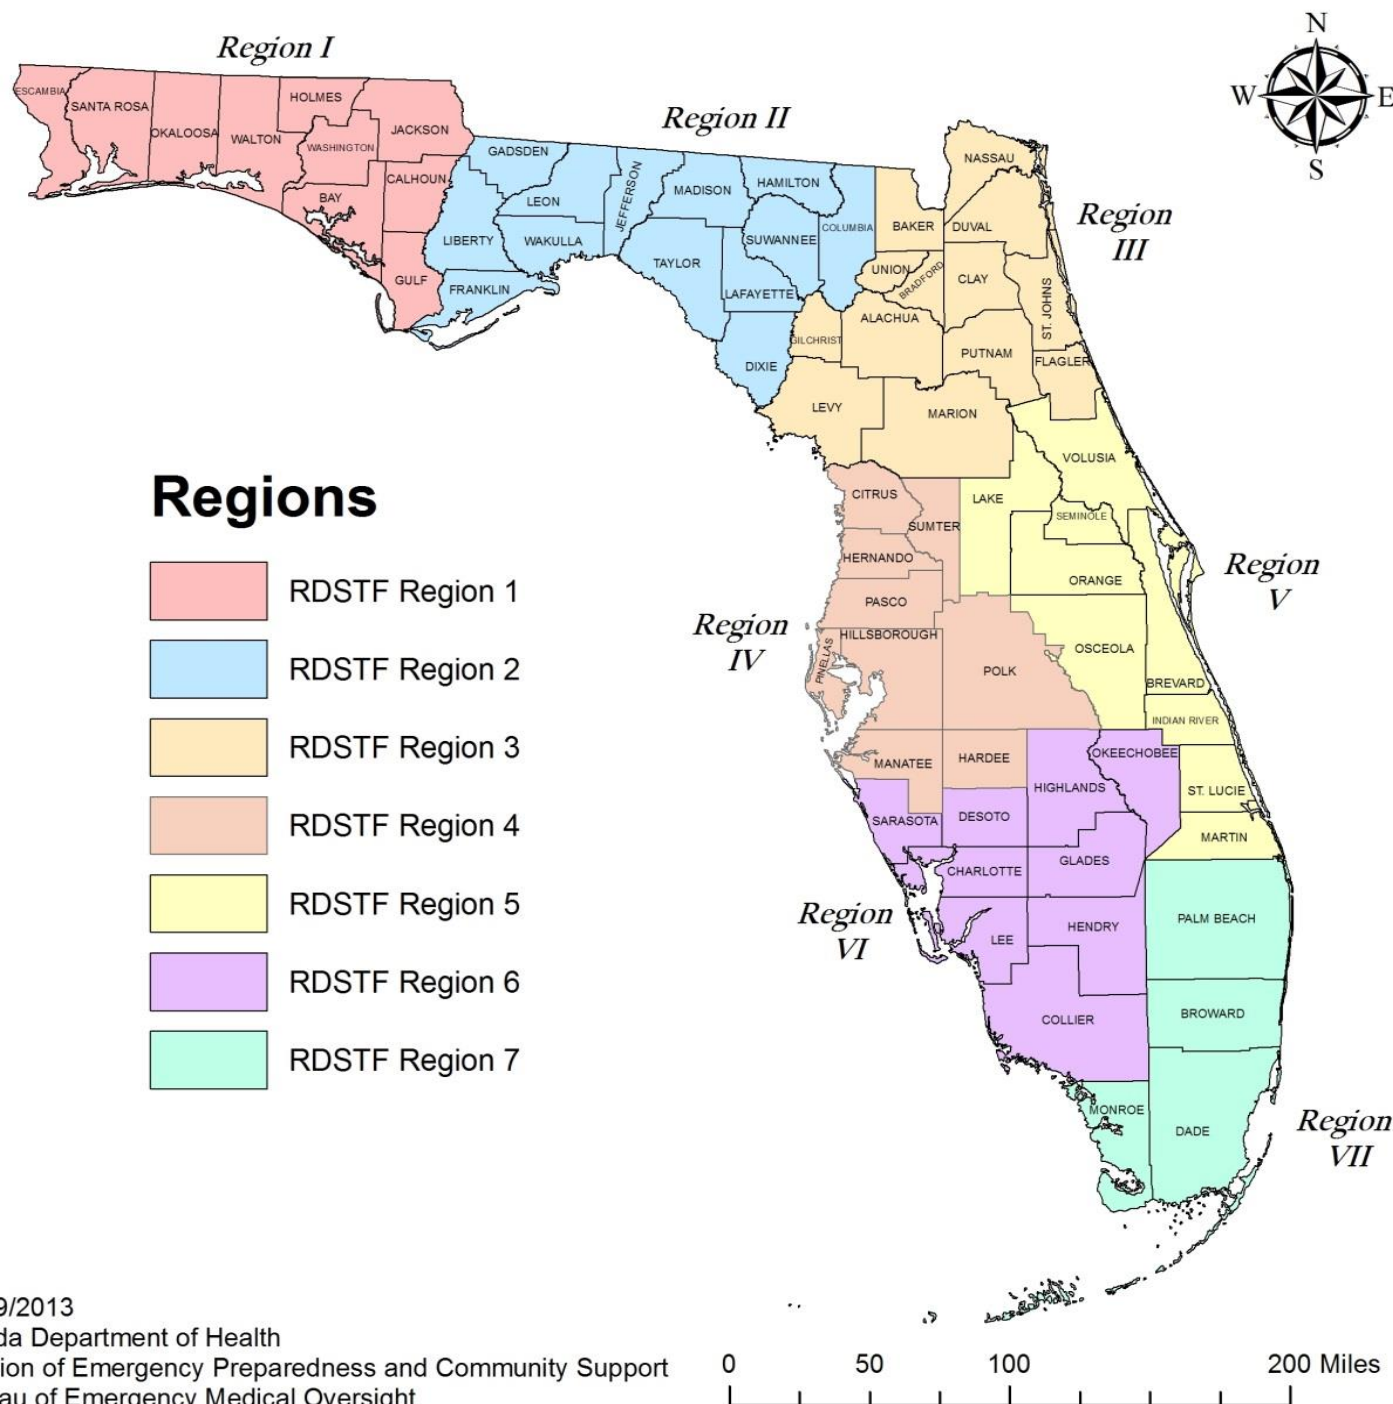 N
W
E
S
Region I
Region II
Region
III
ESCAMBIA
SANTA ROSA
OKALOOSA
WALTON
HOLMES
WASHINGTON
JACKSON
BAY
CALHOUN
GULF
GADSDEN
LEON
LIBERTY
WAKULLA
FRANKLIN
JEFFERSON
MADISON
HAMILTON
TAYLOR
SUWANNEE
COLUMBIA
LAFAYETTE
DIXIE
NASSAU
BAKER
DUVAL
UNION
BRADFORD
CLAY
ST. JOHNS
ALACHUA
GILCHRIST
PUTNAM
FLAGLER
LEVY
MARION
VOLUSIA
CITRUS
SUMTER
LAKE
SEMINOLE
HERNANDO
ORANGE
PASCO
Region
V
Region
IV
HILLSBOROUGH
PINELLAS
POLK
OSCEOLA
BREVARD
INDIAN RIVER
MANATEE
HARDEE
OKEECHOBEE
HIGHLANDS
ST. LUCIE
SARASOTA
DESOTO
MARTIN
CHARLOTTE
GLADES
Region
VI
LEE
HENDRY
PALM BEACH
COLLIER
BROWARD
MONROE
DADE
Region
VII
Regions
RDSTF Region 1
RDSTF Region 2
RDSTF Region 3
RDSTF Region 4
RDSTF Region 5
RDSTF Region 6
RDSTF Region 7
9/2013
da Department of Health
ion of Emergency Preparedness and Community Support
au of Emergency Medical Oversight
0 50 100 200 Miles